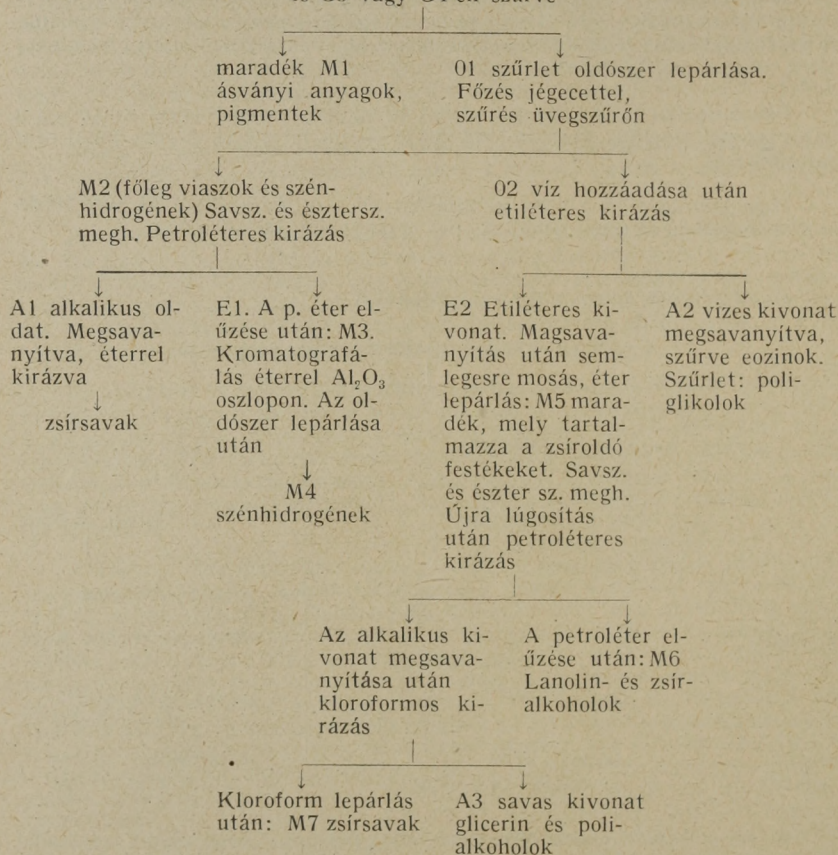 maradék M1
ásványi anyagok,
pigmentek
01 szűrlet oldószer lepárlása.
Főzés jégecettel,
szűrés üvegszűrőn
M2 (főleg viaszok és szén-
hidrogének) Savsz. és észtersz.
megh. Petroléteres kirázás
02 víz hozzáadása után
etiléteres kirázás
A1 alkalikus ol-
dat. Megsava-
nyítva, éterrel
kirázva
↓
zsírsavak
E1. A p. éter el-
űzése után: M3.
Kromatografá-
lás éterrel Al₂O₃
oszlopon. Az ol-
dószer lepárlása
után
↓
M4
szénhidrogének
E2 Etiléteres ki-
vonat. Magsava-
nyítás után sem-
legesre mosás, éter
lepárlás: M5 mara-
dék, mely tartal-
mazza a zsíroldó
festékeket. Savsz.
és észter sz. megh.
Újra lúgosítás
után petroléteres
kirázás
A2 vizes kivonat
megsavanyítva,
szűrve eozinok.
Szűrlet: poli-
glikolok
Az alkalikus ki-
vonat megsava-
nyítása után
kloroformos ki-
rázás
A petroléter el-
űzése után: M6
Lanolin- és zsír-
alkoholok
Kloroform lepárlás
után: M7 zsírsavak
A3 savas kivonat
glicerin és poli-
alkoholok